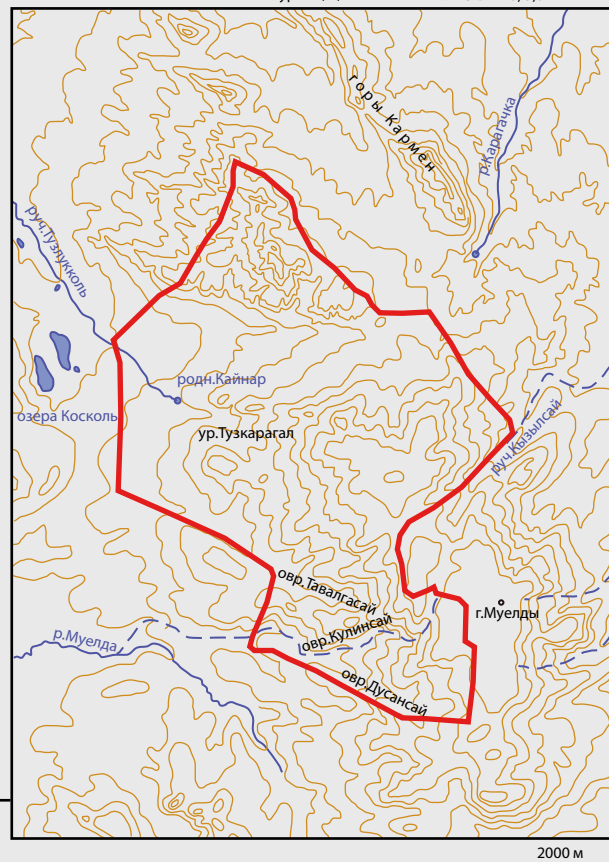 горы Кармен
р.Карагачка
руч.Тузлукколь
родн.Кайнар
озера Косколь
ур.Тузкарагал
руч.Кызылсай
овр.Тавалгасай
г.Муелды
овр.Кулинсай
р.Муелда
овр.Дусансай
2000 м